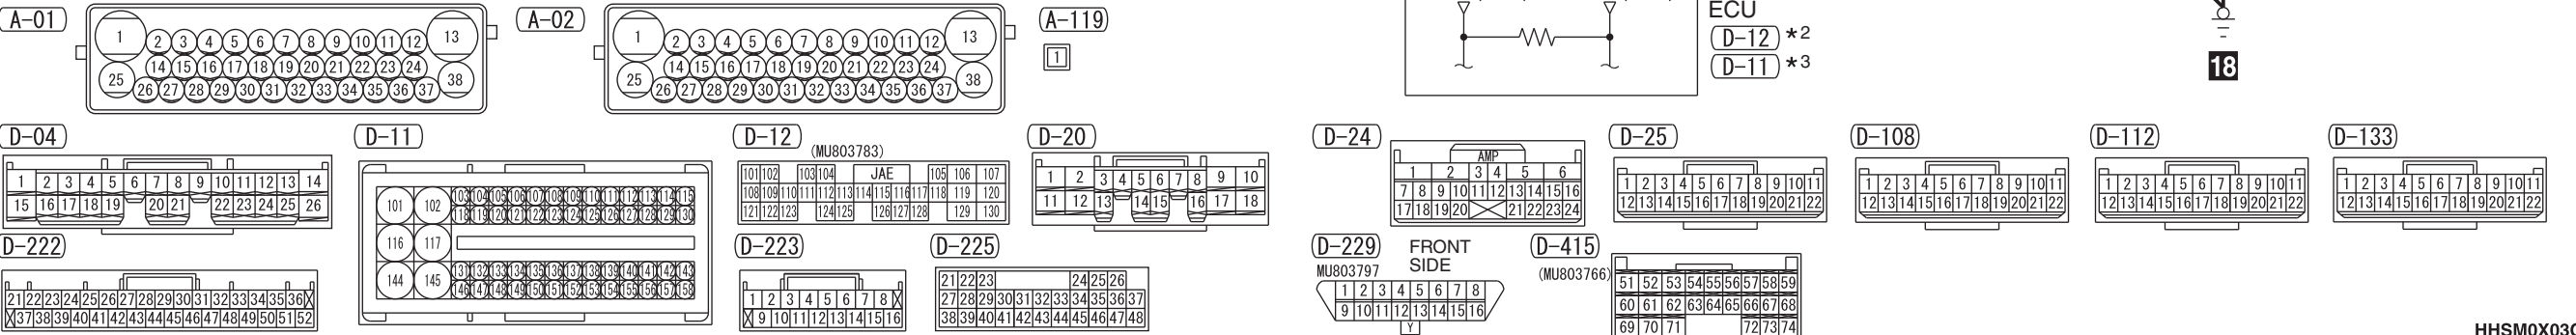 A-01
1 2 3 4 5 6 7 8 9 10 11 12 13
14 15 16 17 18 19 20 21 22 23 24
25 26 27 28 29 30 31 32 33 34 35 36 37 38
A-02
1 2 3 4 5 6 7 8 9 10 11 12 13
14 15 16 17 18 19 20 21 22 23 24
25 26 27 28 29 30 31 32 33 34 35 36 37 38
A-119
1
ECU
D-12 *2
D-11 *3
18
D-04
1 2 3 4 5 6 7 8 9 10 11 12 13 14
15 16 17 18 19 20 21 22 23 24 25 26
D-11
101 102 103 104 105 106 107 108 109 110 111 112 113 114 115
118 119 120 121 122 123 124 125 126 127 128 129 130
116 117
131 132 133 134 135 136 137 138 139 140 141 142 143
144 145 146 147 148 149 150 151 152 153 154 155 156 157 158
D-12
(MU803783)
101 102 103 104 JAE 105 106 107
108 109 110 111 112 113 114 115 116 117 118 119 120
121 122 123 124 125 126 127 128 129 130
D-20
1 2 3 4 5 6 7 8 9 10
11 12 13 14 15 16 17 18
D-24
AMP
1 2 3 4 5 6
7 8 9 10 11 12 13 14 15 16
17 18 19 20 21 22 23 24
D-25
1 2 3 4 5 6 7 8 9 10 11
12 13 14 15 16 17 18 19 20 21 22
D-108
1 2 3 4 5 6 7 8 9 10 11
12 13 14 15 16 17 18 19 20 21 22
D-112
1 2 3 4 5 6 7 8 9 10 11
12 13 14 15 16 17 18 19 20 21 22
D-133
1 2 3 4 5 6 7 8 9 10 11
12 13 14 15 16 17 18 19 20 21 22
D-222
21 22 23 24 25 26 27 28 29 30 31 32 33 34 35 36
37 38 39 40 41 42 43 44 45 46 47 48 49 50 51 52
D-223
1 2 3 4 5 6 7 8
9 10 11 12 13 14 15 16
D-225
21 22 23 24 25 26
27 28 29 30 31 32 33 34 35 36 37
38 39 40 41 42 43 44 45 46 47 48
D-229
FRONT
SIDE
MU803797
1 2 3 4 5 6 7 8
9 10 11 12 13 14 15 16
Y
D-415
(MU803766)
51 52 53 54 55 56 57 58 59
60 61 62 63 64 65 66 67 68
69 70 71 72 73 74